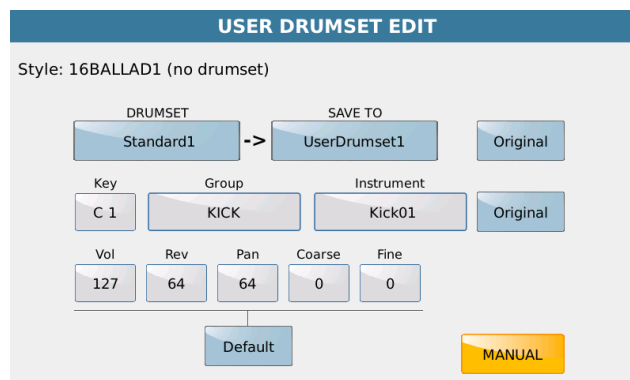 USER DRUMSET EDIT
Style: 16BALLAD1 (no drumset)
DRUMSET SAVE TO
Standard1 -> UserDrumset1 Original
Key Group Instrument
C 1 KICK Kick01 Original
Vol Rev Pan Coarse Fine
127 64 64 0 0
Default
MANUAL